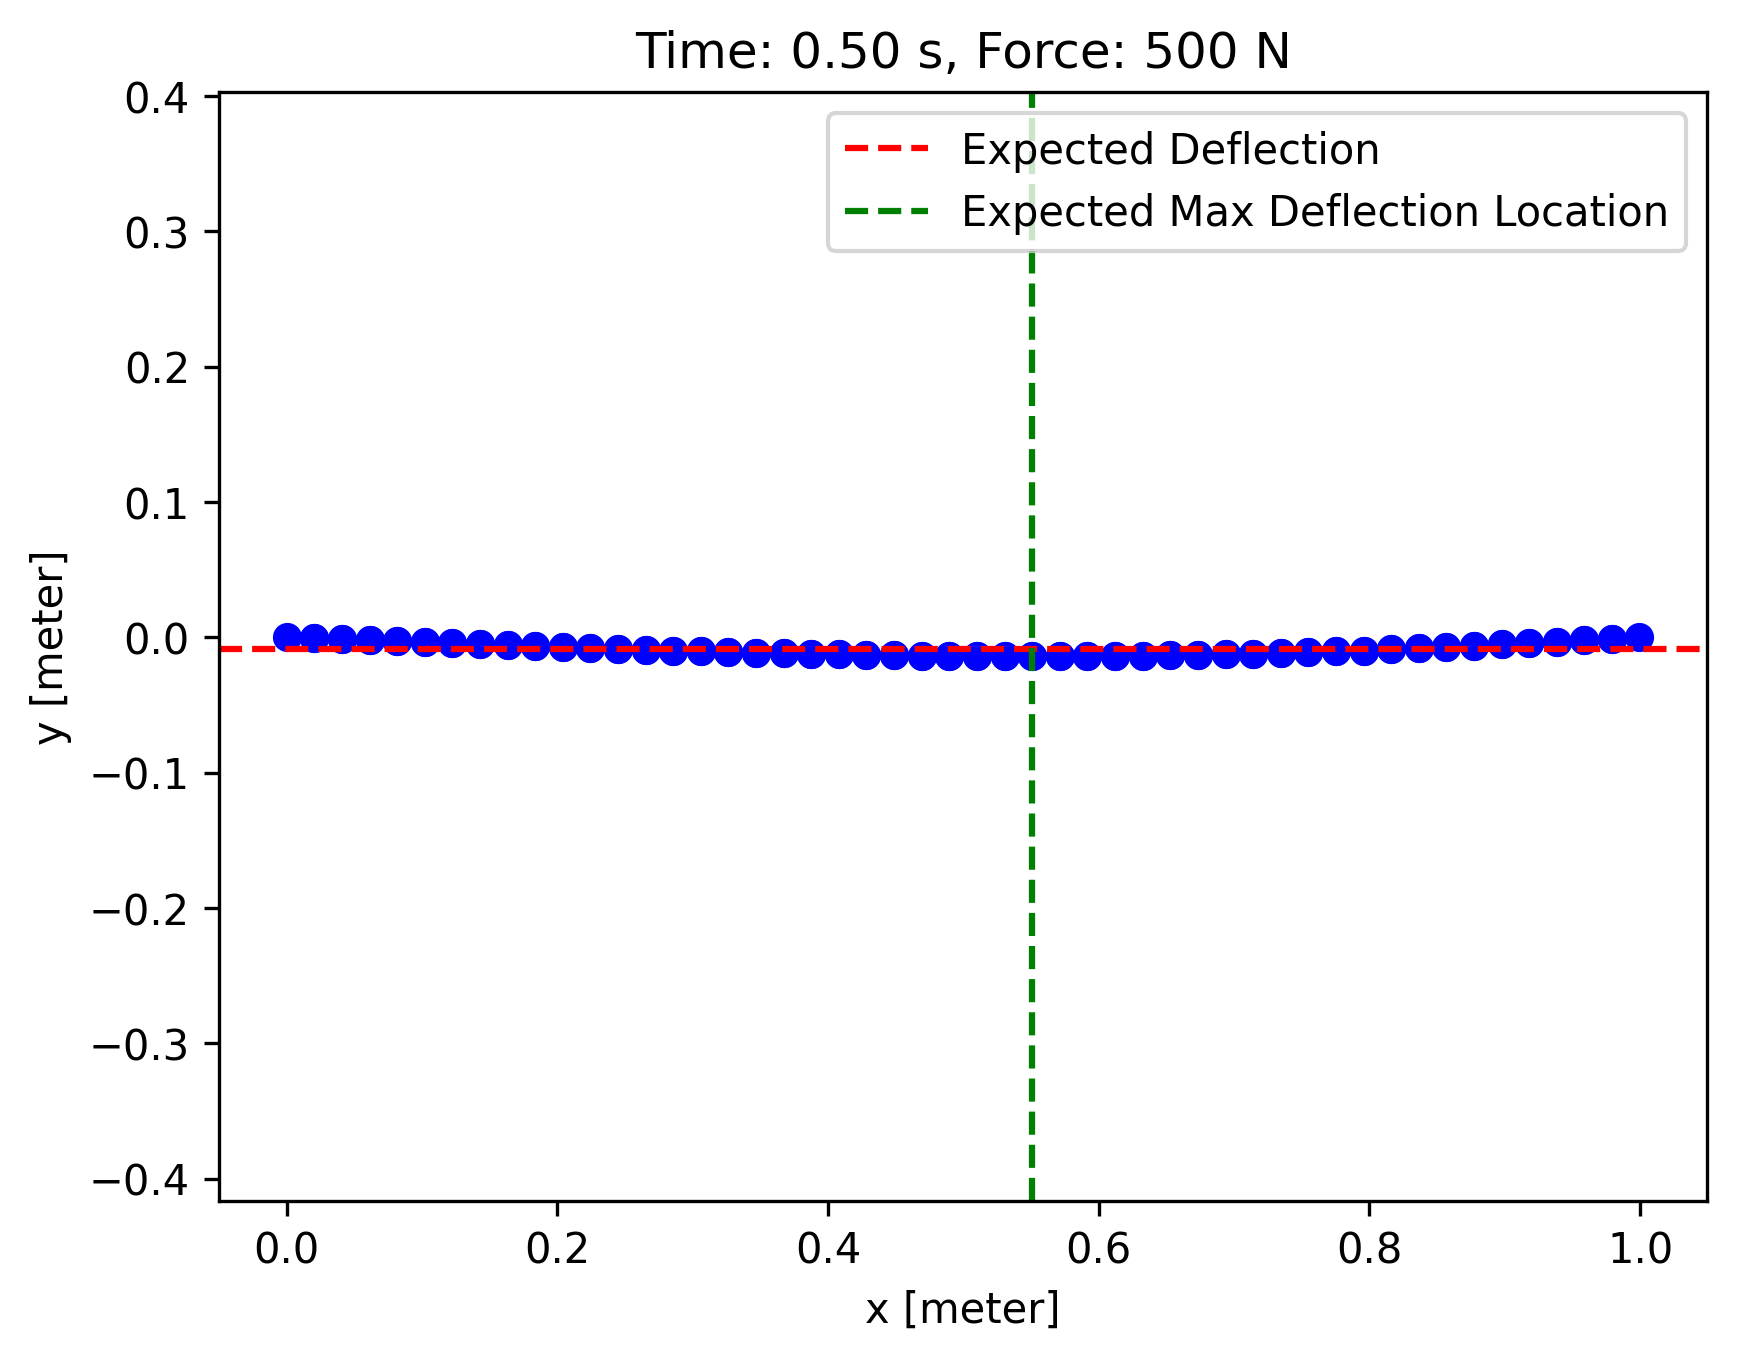 Time: 0.50 s, Force: 500 N
Expected Deflection
Expected Max Deflection Location
0.4
0.3
0.2
0.1
0.0
−0.1
−0.2
−0.3
−0.4
y [meter]
0.0 0.2 0.4 0.6 0.8 1.0
x [meter]